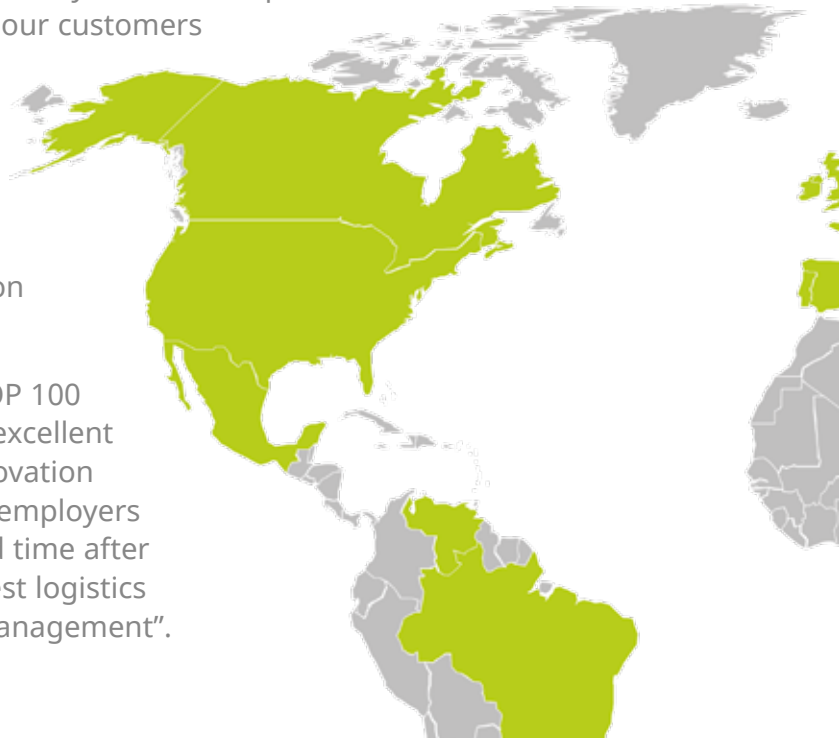 our customers
on
OP 100
excellent
ovation
employers
d time after
est logistics
anagement”.